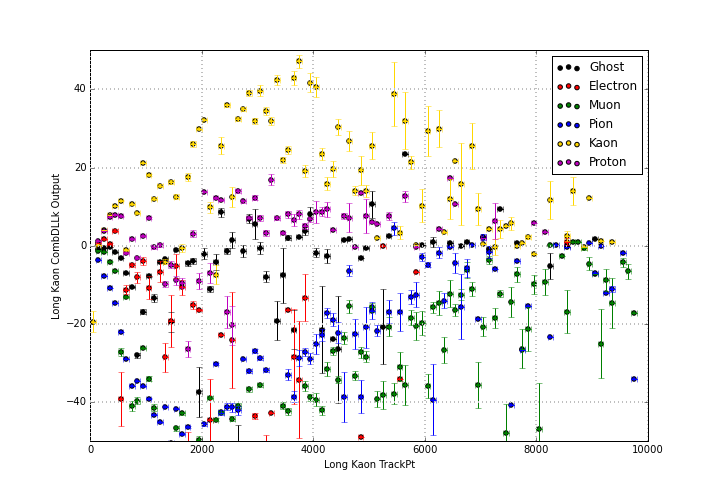 40
20
0
−20
−40
Long Kaon CombDLLk Output
0
2000
4000
6000
8000
10000
Long Kaon TrackPt
Ghost
Electron
Muon
Pion
Kaon
Proton